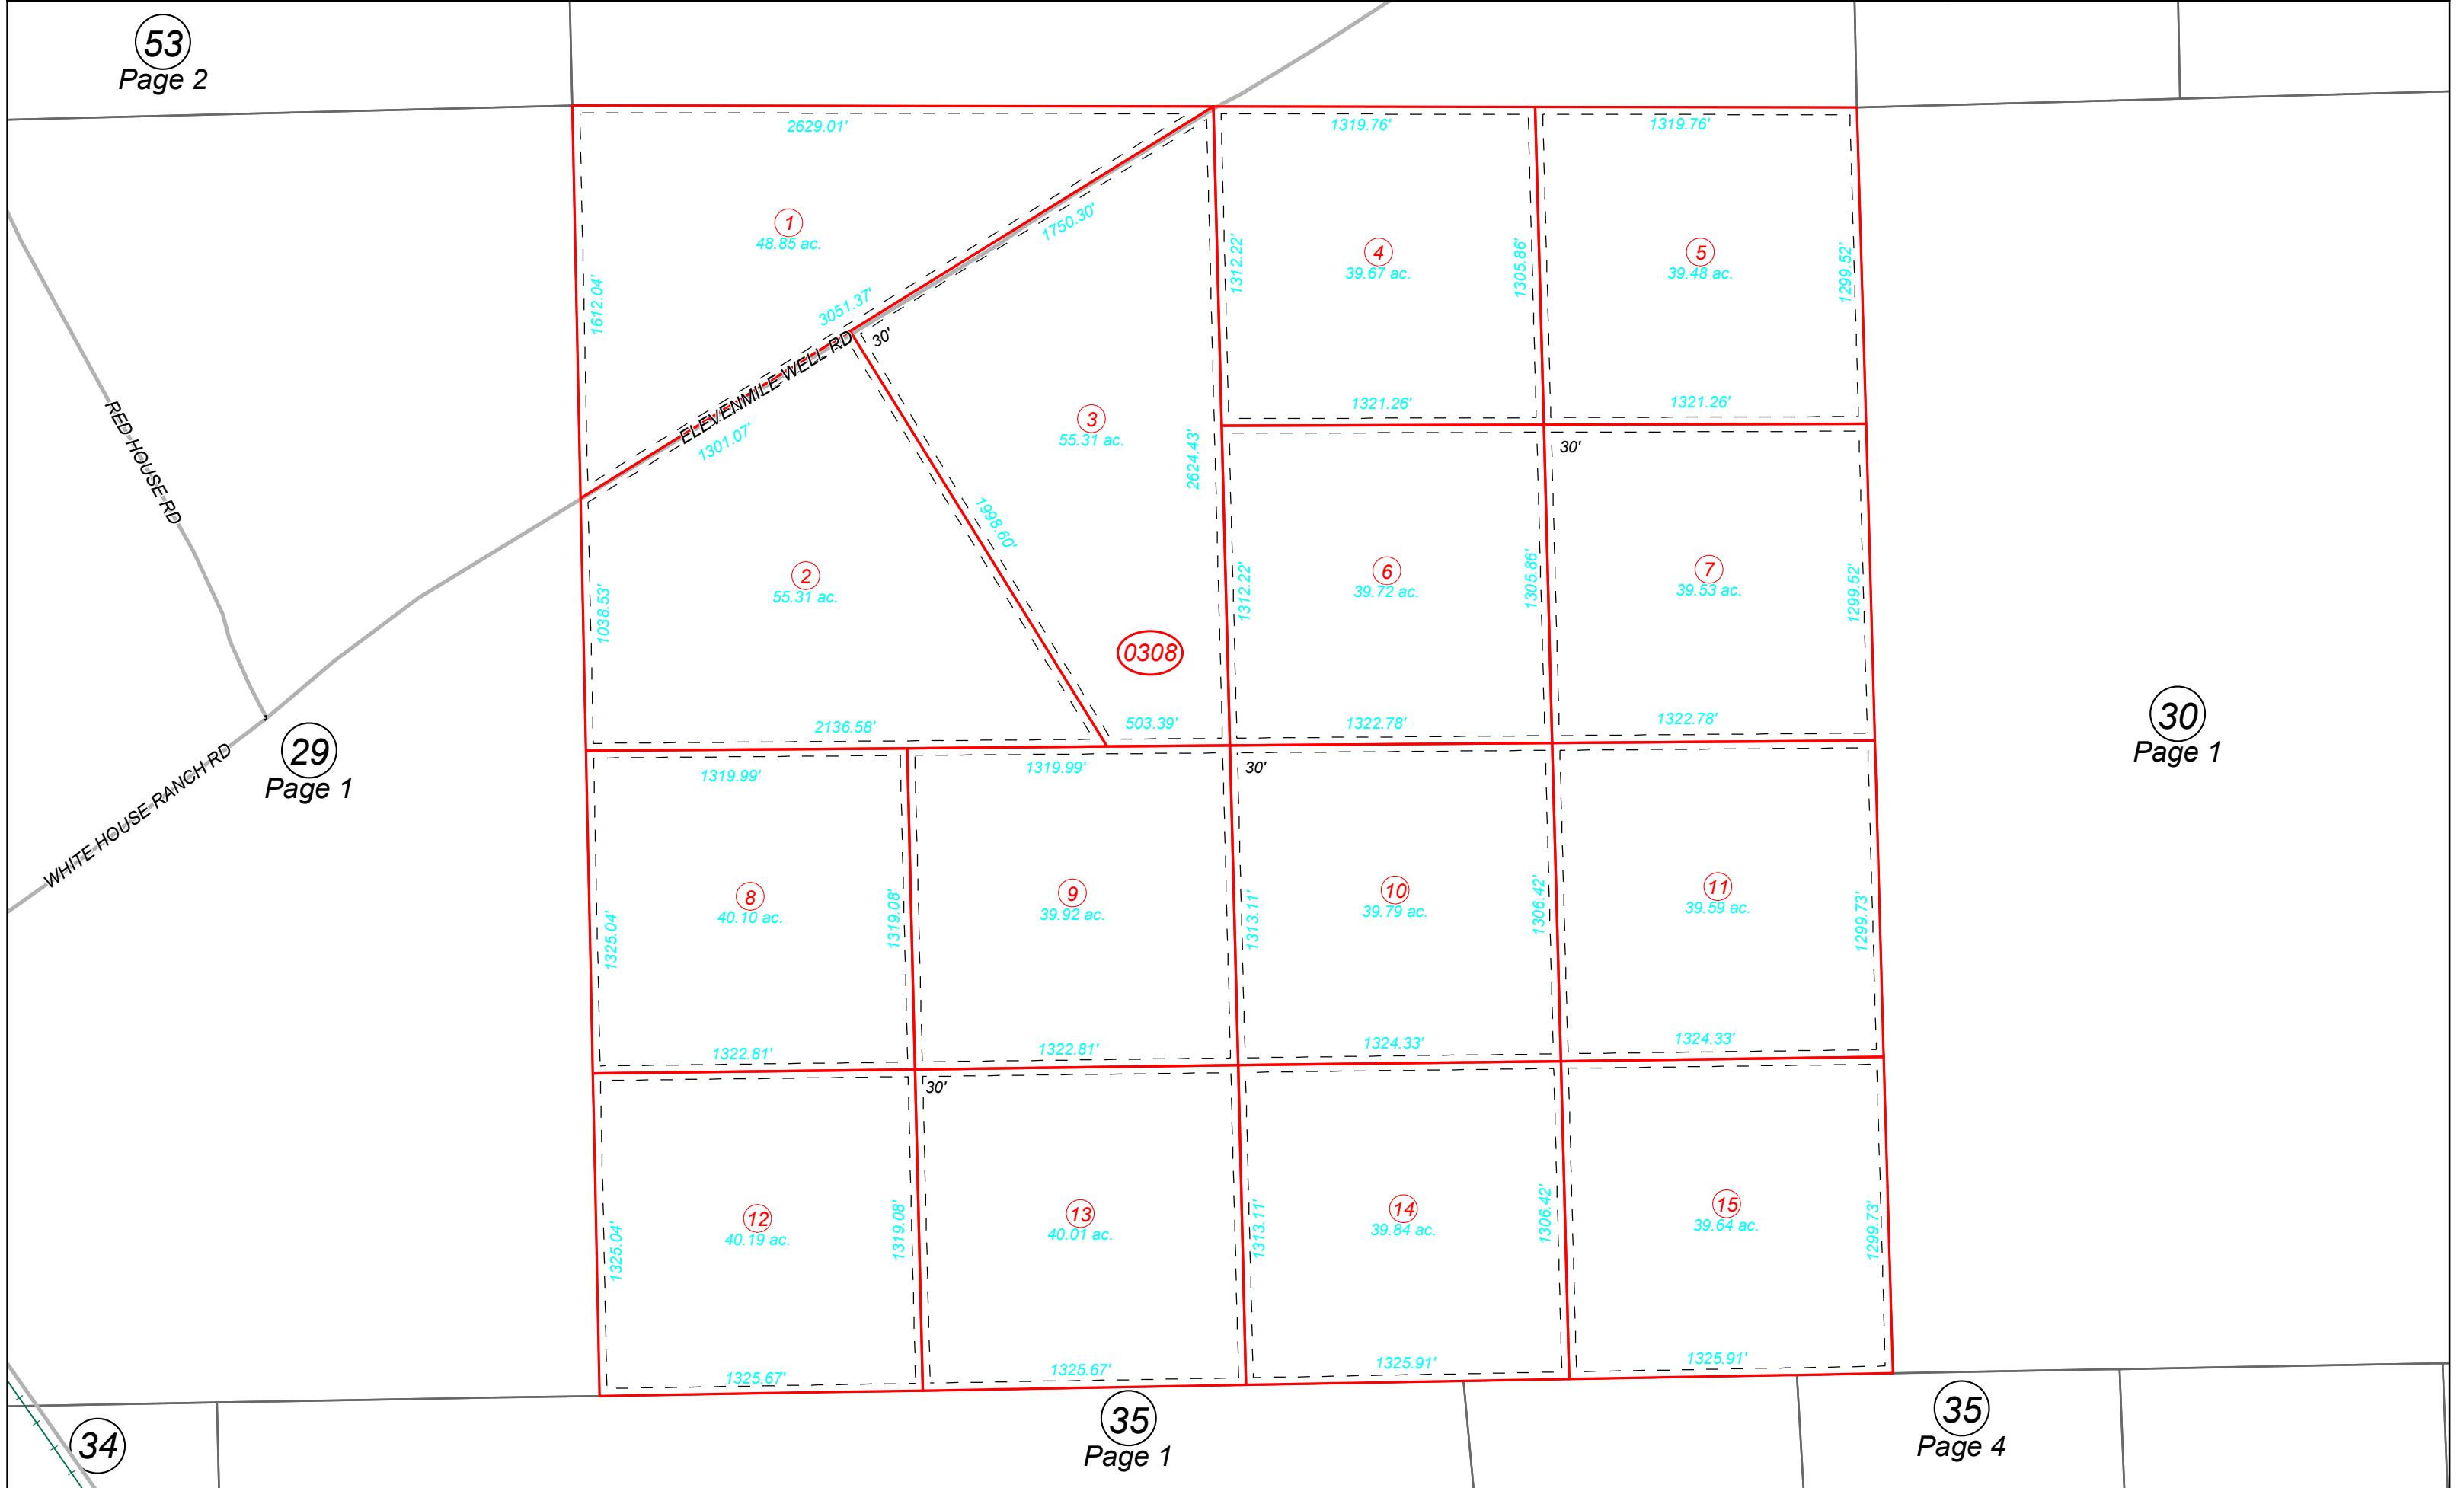 53
Page 2
2629.01'
1319.76'
1319.76'
1
48.85 ac.
1750.30'
1612.04'
3051.37'
1312.22'
4
39.67 ac.
1305.86'
5
39.48 ac.
1299.52'
30'
ELEVENMILE WELL RD
1301.07'
RED HOUSE RD
3
55.31 ac.
2624.43'
1321.26'
1321.26'
30'
1998.60'
2
55.31 ac.
1038.53'
1312.22'
6
39.72 ac.
1305.86'
7
39.53 ac.
1299.52'
0308
2136.58'
503.39'
1322.78'
1322.78'
30
Page 1
29
Page 1
WHITE HOUSE RANCH RD
1319.99'
1319.99'
30'
8
40.10 ac.
1325.04'
1319.08'
9
39.92 ac.
1313.11'
10
39.79 ac.
1306.42'
11
39.59 ac.
1299.73'
1322.81'
1322.81'
1324.33'
1324.33'
30'
12
40.19 ac.
1325.04'
1319.08'
13
40.01 ac.
1313.11'
14
39.84 ac.
1306.42'
15
39.64 ac.
1299.73'
1325.67'
1325.67'
1325.91'
1325.91'
34
35
Page 1
35
Page 4